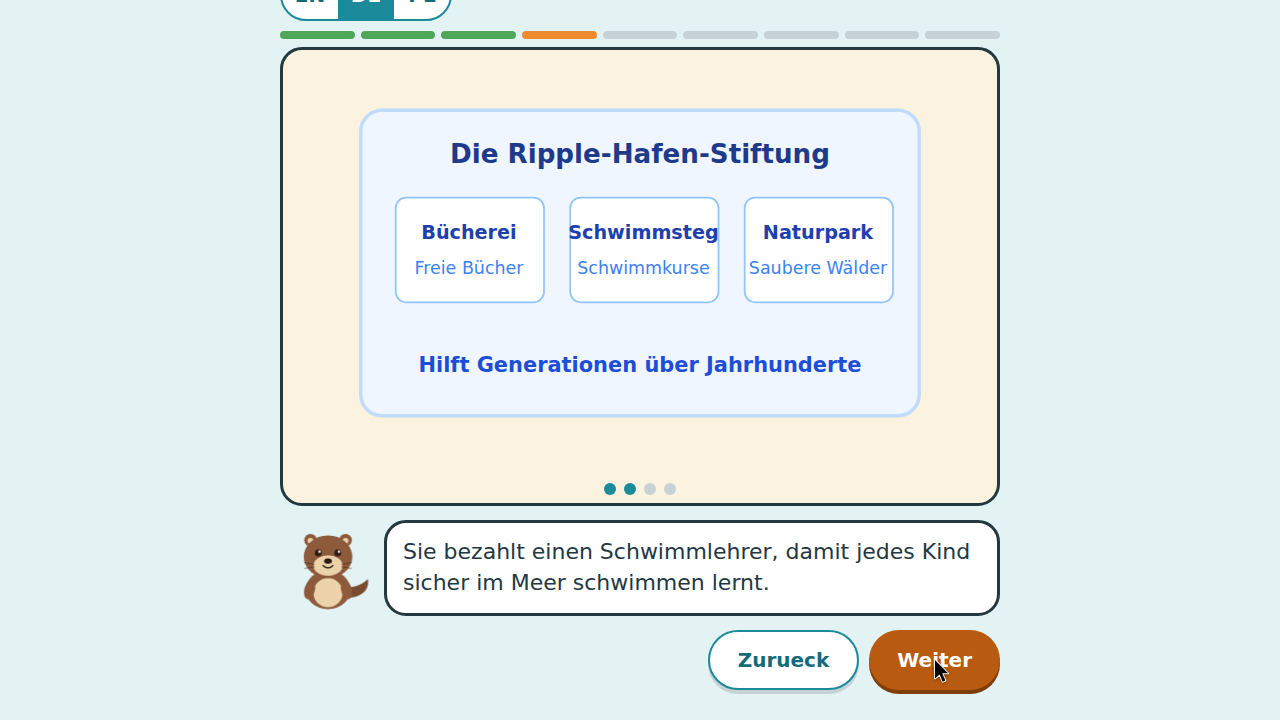 Die Ripple-Hafen-Stiftung
Bücherei
Freie Bücher
Schwimmsteg
Schwimmkurse
Naturpark
Saubere Wälder
Hilft Generationen über Jahrhunderte
Sie bezahlt einen Schwimmlehrer, damit jedes Kind
sicher im Meer schwimmen lernt.
Zurueck
Weiter